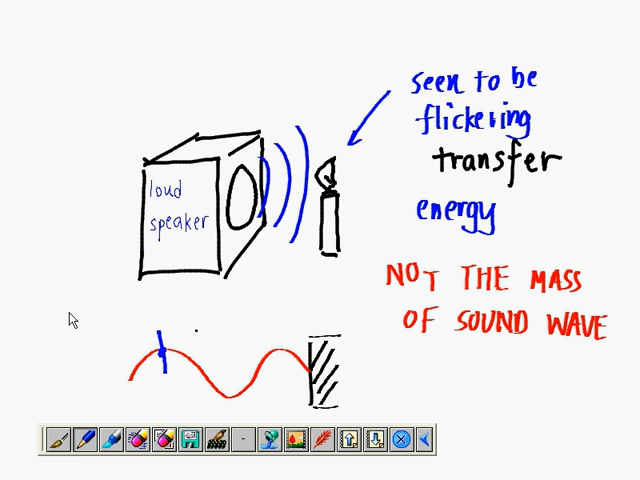 loud
speaker
seen to be
flickering
transfer
energy
NOT THE MASS
OF SOUND WAVE